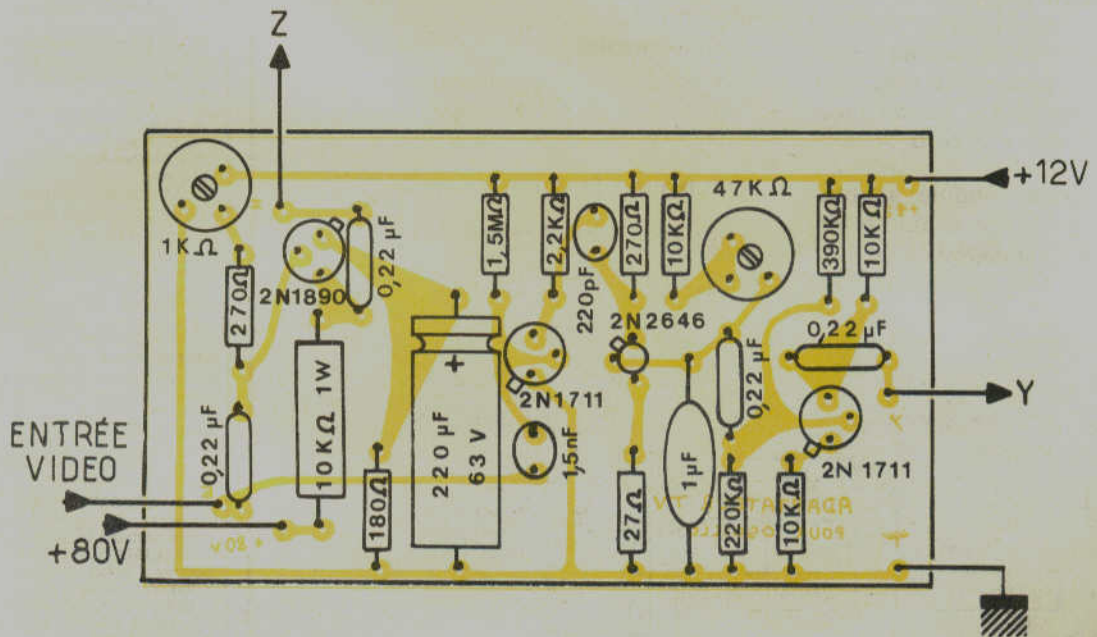 Z
+12V
47KΩ
1KΩ
270Ω
2N1890
0,22 µF
1,5MΩ
2,2KΩ
220pF
270Ω
10KΩ
390KΩ
10KΩ
2N2646
0,22 µF
0,22 µF
Y
ENTRÉE
VIDEO
0,22 µF
+80V
10KΩ 1W
180Ω
+
220 µF
63 V
2N1711
1,5nF
27Ω
1µF
220KΩ
10KΩ
2N 1711
+ 80 V